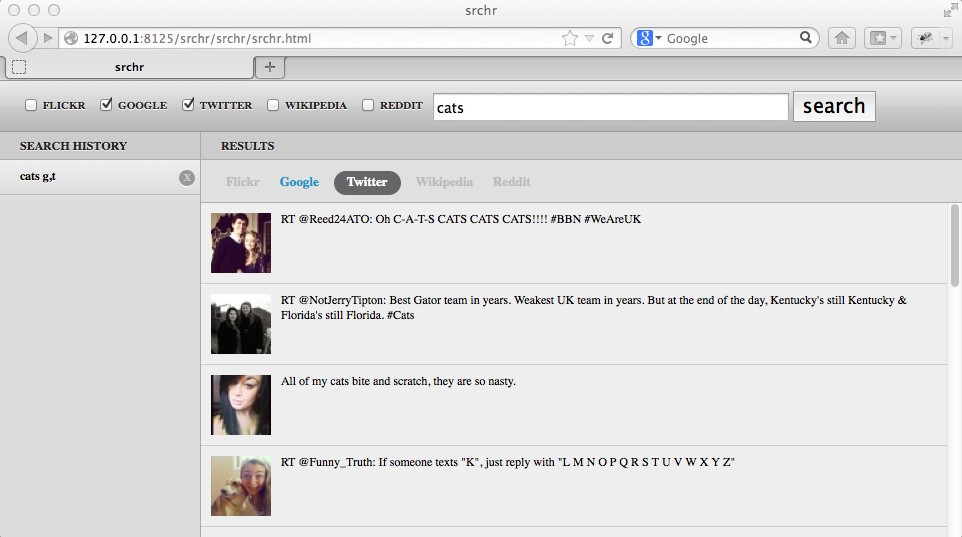 srchr
127.0.0.1:8125/srchr/srchr/srchr.html
Google
srchr
FLICKR GOOGLE TWITTER WIKIPEDIA REDDIT cats search
SEARCH HISTORY RESULTS
cats g,t X
Flickr Google Twitter Wikipedia Reddit
RT @Reed24ATO: Oh C-A-T-S CATS CATS CATS!!!! #BBN #WeAreUK
RT @NotJerryTipton: Best Gator team in years. Weakest UK team in years. But at the end of the day, Kentucky's still Kentucky &
Florida's still Florida. #Cats
All of my cats bite and scratch, they are so nasty.
RT @Funny_Truth: If someone texts "K", just reply with "L M N O P Q R S T U V W X Y Z"